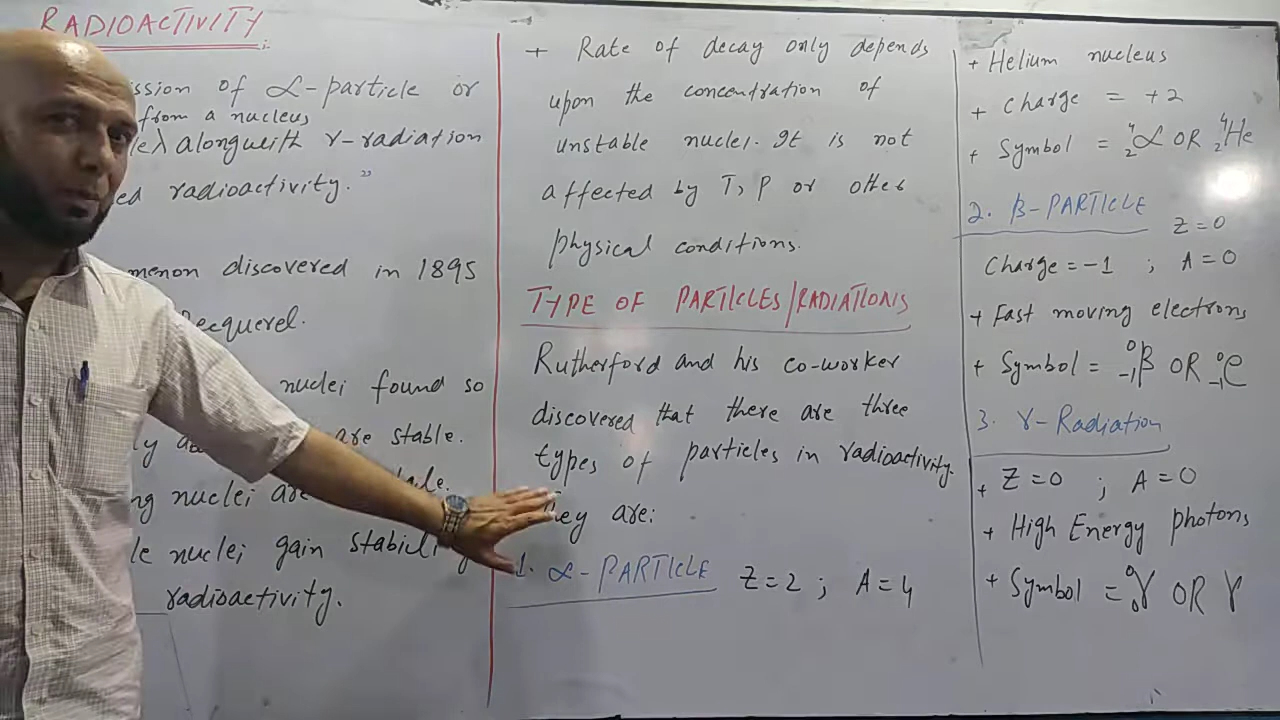 RADIOACTIVITY
ssion of α-particle or
from a nucleus
alongwith γ-radiation
ed radioactivity."
menon discovered in 1895
Becquerel.
nuclei found so
are stable.
ng nuclei are
le nuclei gain stability
radioactivity.
+ Rate of decay only depends
upon the concentration of
unstable nuclei. It is not
affected by T, P or other
physical conditions.
TYPE OF PARTICLES/RADIATIONS
Rutherford and his co-worker
discovered that there are three
types of particles in radioactivity.
They are:
1. α-PARTICLE Z=2 ; A=4
+ Helium nucleus
+ Charge = +2
+ Symbol = ⁴₂α OR ⁴₂He
2. β-PARTICLE Z=0
Charge = -1 ; A=0
+ Fast moving electrons
+ Symbol = ⁰₋₁β OR ⁰₋₁e
3. γ-Radiation
+ Z=0 ; A=0
+ High Energy photons
+ Symbol = ⁰₀γ OR γ